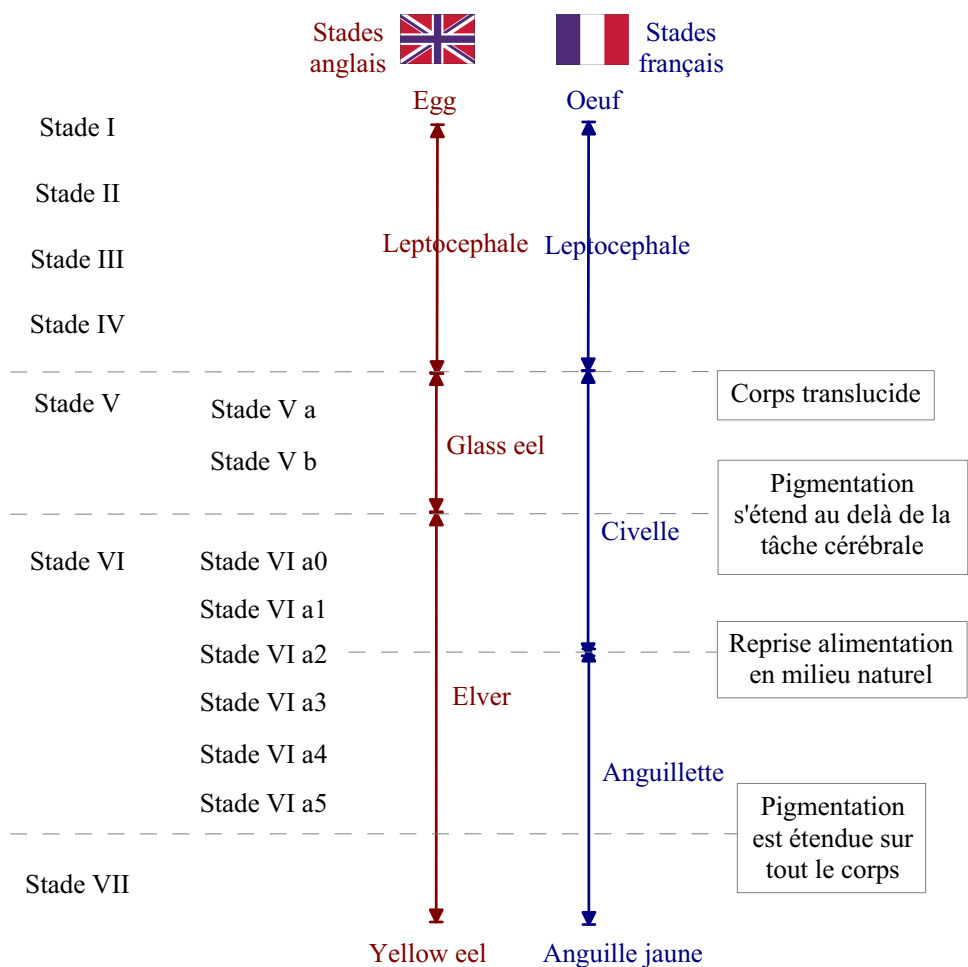 Stades
anglais
Stades
français
Egg
Oeuf
Stade I
Stade II
Leptocephale
Leptocephale
Stade III
Stade IV
Corps translucide
Stade V
Stade V a
Glass eel
Stade V b
Pigmentation
s'étend au delà de la
tâche cérébrale
Civelle
Stade VI
Stade VI a0
Stade VI a1
Stade VI a2
Reprise alimentation
en milieu naturel
Stade VI a3
Elver
Stade VI a4
Anguillette
Stade VI a5
Pigmentation
est étendue sur
tout le corps
Stade VII
Yellow eel
Anguille jaune